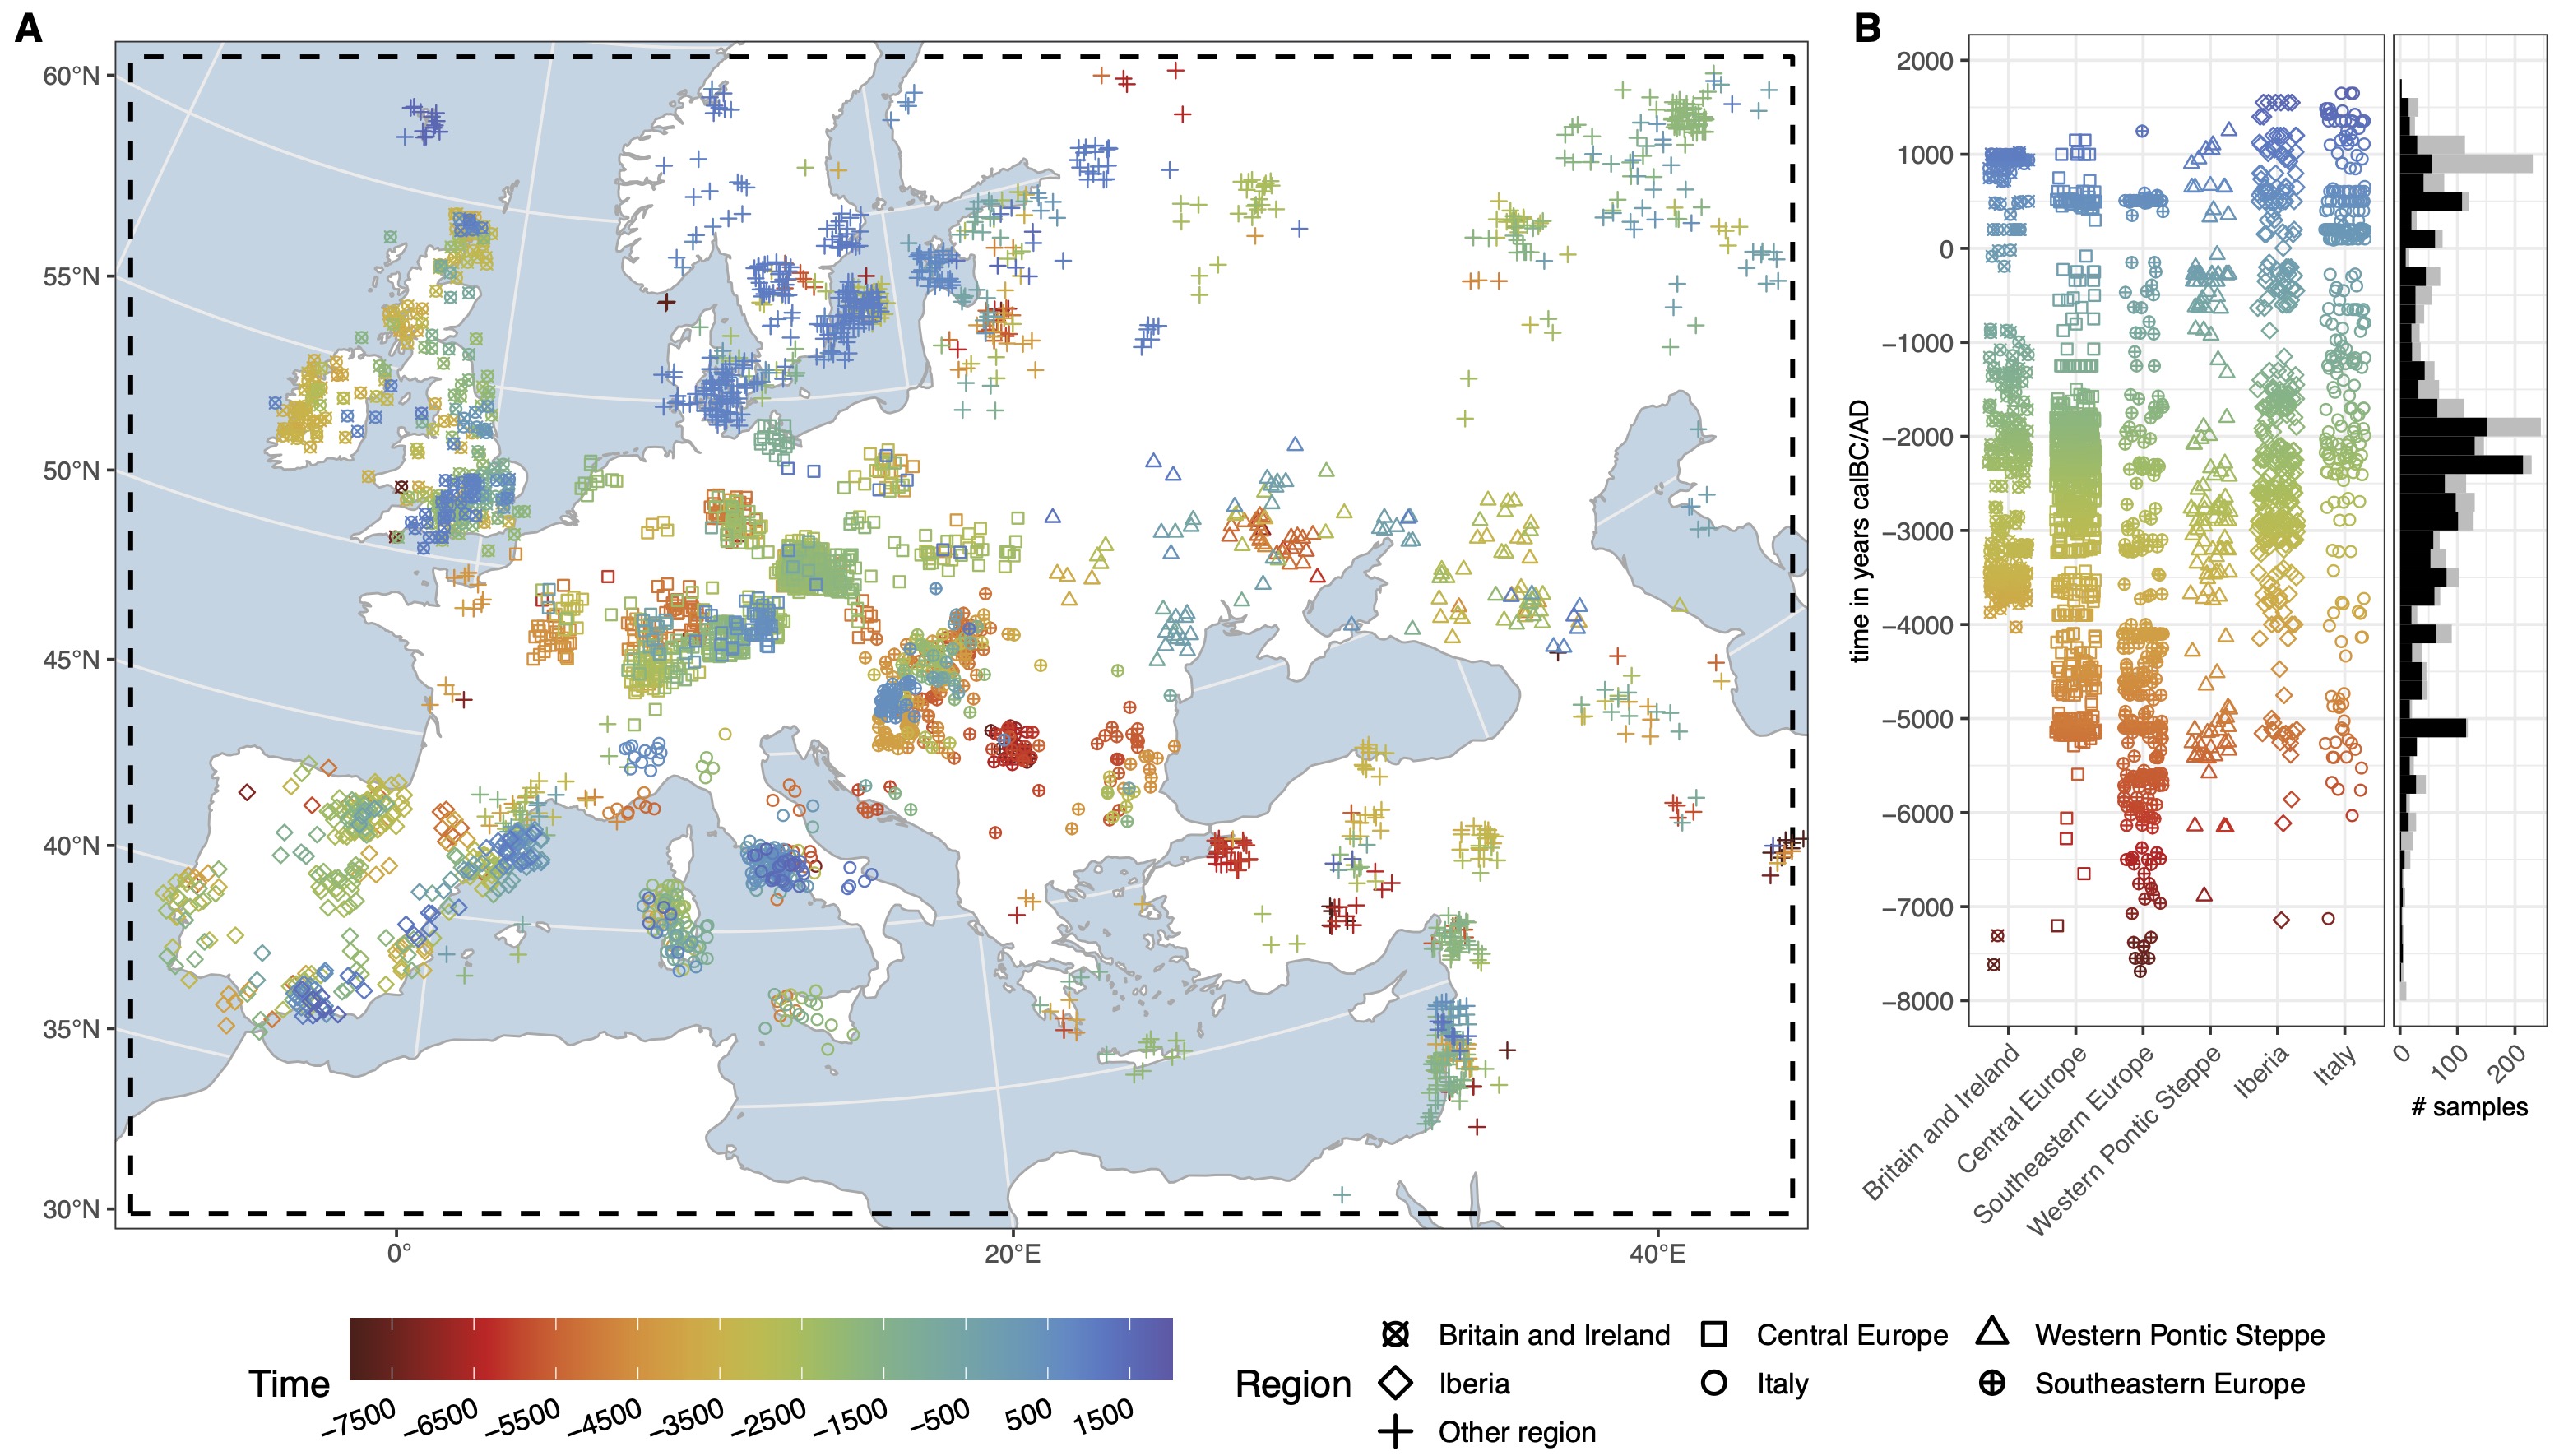 A
60°N
55°N
50°N
45°N
40°N
35°N
30°N
0°
20°E
40°E
B
time in years calBC/AD
2000
1000
0
−1000
−2000
−3000
−4000
−5000
−6000
−7000
−8000
Britain and Ireland
Central Europe
Southeastern Europe
Western Pontic Steppe
Iberia
Italy
0
100
200
# samples
Time
−7500
−6500
−5500
−4500
−3500
−2500
−1500
−500
500
1500
Region
Britain and Ireland
Central Europe
Western Pontic Steppe
Iberia
Italy
Southeastern Europe
Other region